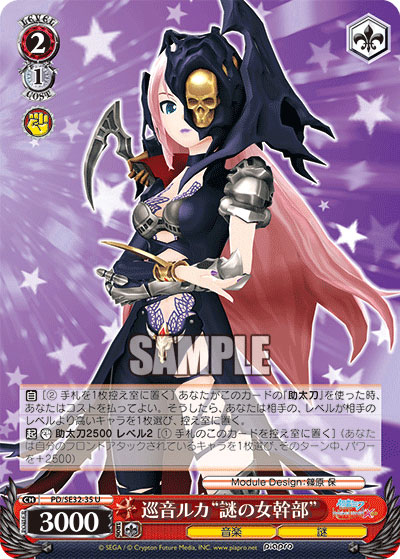 LEVEL
2
1
COST
SAMPLE
自【② 手札を1枚控え室に置く】あなたがこのカードの「助太刀」を使った時、
あなたはコストを払ってよい。そうしたら、あなたは相手の、レベルが相手の
レベルより高いキャラを1枚選び、控え室に置く。
起 助太刀2500 レベル2【① 手札のこのカードを控え室に置く】(あなたは
自分のフロントアタックされているキャラを1枚選び、そのターン中、パワー
を+2500)
Module Design:篠原 保
CH
PD/SE32-35 U
巡音ルカ“謎の女幹部”
3000
音楽
謎
© SEGA / © Crypton Future Media, INC. www.piapro.net
piapro